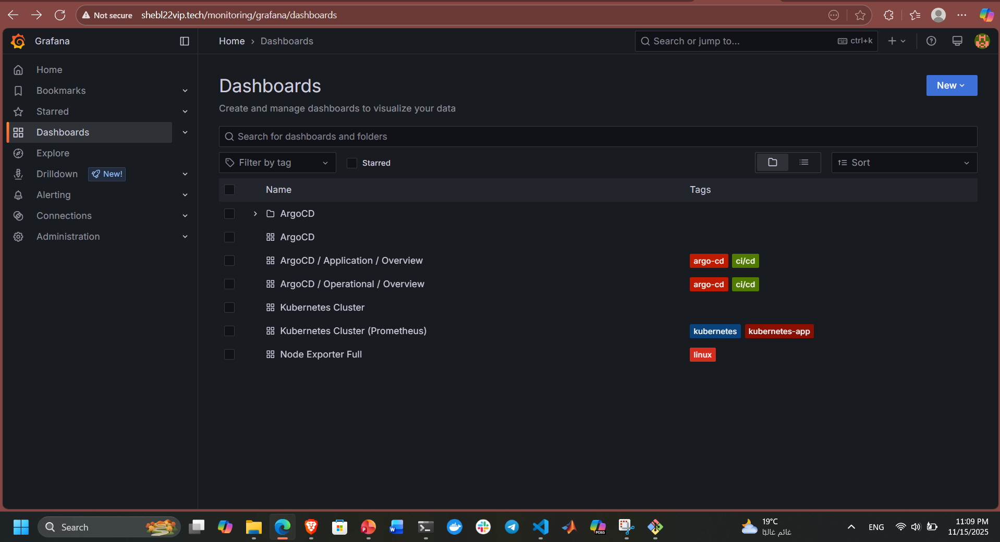 Not secure shebl22vip.tech/monitoring/grafana/dashboards
Grafana
Home › Dashboards
Search or jump to...
ctrl+k
Home
Bookmarks
Starred
Dashboards
Explore
Drilldown New!
Alerting
Connections
Administration
Dashboards
New
Create and manage dashboards to visualize your data
Search for dashboards and folders
Filter by tag
Starred
Sort
Name Tags
ArgoCD
ArgoCD
ArgoCD / Application / Overview argo-cd ci/cd
ArgoCD / Operational / Overview argo-cd ci/cd
Kubernetes Cluster
Kubernetes Cluster (Prometheus) kubernetes kubernetes-app
Node Exporter Full linux
Search
M365
19°C
غائم غالبًا
ENG
11:09 PM
11/15/2025